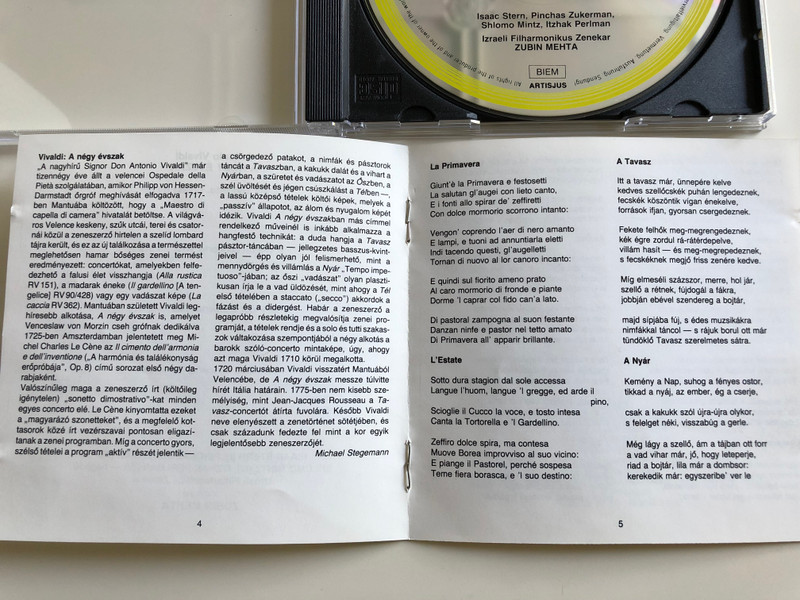 Isaac Stern, Pinchas Zukerman,
Shlomo Mintz, Itzhak Perlman
Izraeli Filharmonikus Zenekar
ZUBIN MEHTA
BIEM
ARTISJUS
All rights of the producer and of the owner of the
Vivaldi: A négy évszak
„A nagyhírű Signor Don Antonio Vivaldi” már
tizennégy éve állt a velencei Ospedale della
Pietà szolgálatában, amikor Philipp von Hessen-
Darmstadt őrgróf meghívását elfogadva 1717-
ben Mantuába költözött, hogy a „Maestro di
capella di camera” hivatalát betöltse. A világvá-
ros Velence keskeny, szűk utcái, terei és csator-
nái közül a zeneszerző hirtelen a szelíd lombard
tájra került, és ez az új találkozása a természettel
meglehetősen hamar bőséges zenei termést
eredményezett: concertókat, amelyekben felfe-
dezhető a falusi élet visszhangja (Alla rustica
RV 151), a madarak éneke (Il gardellino [A ten-
gelice] RV 90/428) vagy egy vadászat képe (La
caccia RV 362). Mantuában született Vivaldi leg-
híresebb alkotása, A négy évszak is, amelyet
Venceslaw von Morzin cseh grófnak dedikálva
1725-ben Amszterdamban jelentetett meg Mi-
chel Charles Le Cène az Il cimento dell'armonia
e dell'inventione („A harmónia és találékonyság
erőpróbája”, Op. 8) című sorozat első négy da-
rabjaként.
Valószínűleg maga a zeneszerző írt (költőileg
igénytelen) „sonetto dimostrativo”-kat minden
egyes concerto elé. Le Cène kinyomtatta ezeket
a „magyarázó szonetteket”, és a megfelelő kot-
tasorok közé írt vezérszavai pontosan eligazí-
tanak a zenei programban. Míg a concerto gyors,
szélső tételei a program „aktív” részét jelentik —
a csörgedező patakot, a nimfák és pásztorok
táncát a Tavaszban, a kakukk dalát és a vihart a
Nyárban, a szüretet és vadászatot az Őszben, a
szél üvöltését és jégen csúszkálást a Télben —,
a lassú középső tételek költői képek, melyek a
„passzív” állapotot, az álom és nyugalom képét
idézik. Vivaldi A négy évszakban más címmel
rendelkező műveinél is inkább alkalmazza a
hangfestő technikát: a duda hangja a Tavasz
pásztor-táncában — jellegzetes basszus-kvint-
jeivel — épp olyan jól felismerhető, mint a
mennydörgés és villámlás a Nyár „Tempo impe-
tuoso”-jában; az őszi „vadászat” olyan plaszti-
kusan írja le a vad üldözését, mint ahogy a Tél
első tételében a staccato („secco”) akkordok a
fázást és a didergést. Habár a zeneszerző a
legapróbb részletekig megvalósítja zenei pro-
gramját, a tételek rendje és a solo és tutti szakas-
zok váltakozása szempontjából a négy alkotás a
barokk szóló-concerto mintaképe, úgy, ahogy
azt maga Vivaldi 1710 körül megalkotta.
1720 márciusában Vivaldi visszatért Mantuából
Velencébe, de A négy évszak messze túlvitte
hírét Itália határain. 1775-ben nem kisebb sze-
mélyiség, mint Jean-Jacques Rousseau a Ta-
vasz-concertót átírta fuvolára. Később Vivaldi
neve elenyészett a zenetörténet sötétjében, és
csak századunk fedezte fel mint a kor egyik
legjelentősebb zeneszerzőjét.
Michael Stegemann
4
La Primavera
Giunt'è la Primavera e festosetti
La salutan gl'augei con lieto canto,
E i fonti allo spirar de' zeffiretti
Con dolce mormorio scorrono intanto:
Vengon' coprendo l'aer di nero amanto
E lampi, e tuoni ad annuntiarla eletti
Indi tacendo questi, gl'augelletti
Tornan di nuovo al lor canoro incanto:
E quindi sul fiorito ameno prato
Al caro mormorio di fronde e piante
Dorme 'l caprar col fido can'a lato.
Di pastoral zampogna al suon festante
Danzan ninfe e pastor nel tetto amato
Di Primavera all' apparir brillante.
L'Estate
Sotto dura stagion dal sole accessa
Langue l'huom, langue 'l gregge, ed arde il
pino,
Scioglie il Cucco la voce, e tosto intesa
Canta la Tortorella e 'l Gardellino.
Zeffiro dolce spira, ma contesa
Muove Borea improvviso al suo vicino:
E piange il Pastorel, perché sospesa
Teme fiera borasca, e 'l suo destino:
A Tavasz
Itt a tavasz már, ünnepére kelve
kedves szellőcskék puhán lengedeznek,
fecskék köszöntik vígan énekelve,
források ifjan, gyorsan csergedeznek.
Fekete felhők meg-megrengedeznek,
kék égre zordul rá-rátérdepelve,
villám hasít — és meg-megrepedeznek,
s fecskéknek megjő friss zenére kedve.
Míg elmeséli százszor, merre, hol jár,
szellő a rétnek, fújdogál a fákra,
jobbján ebével szendereg a bojtár,
majd sípjába fúj, s édes muzsikákra
nimfákkal táncol — s rájuk borul ott már
tündöklő Tavasz szerelmetes sátra.
A Nyár
Kemény a Nap, suhog a fényes ostor,
tikkad a nyáj, az ember, ég a cserje,
csak a kakukk szól újra-újra olykor,
s felelget néki, visszabúg a gerle.
Még lágy a szellő, ám a tájban ott forr
a vad vihar már, jő, hogy leteperje,
riad a bojtár, lila már a dombsor:
kerekedik már: egyszeribe' ver le
5